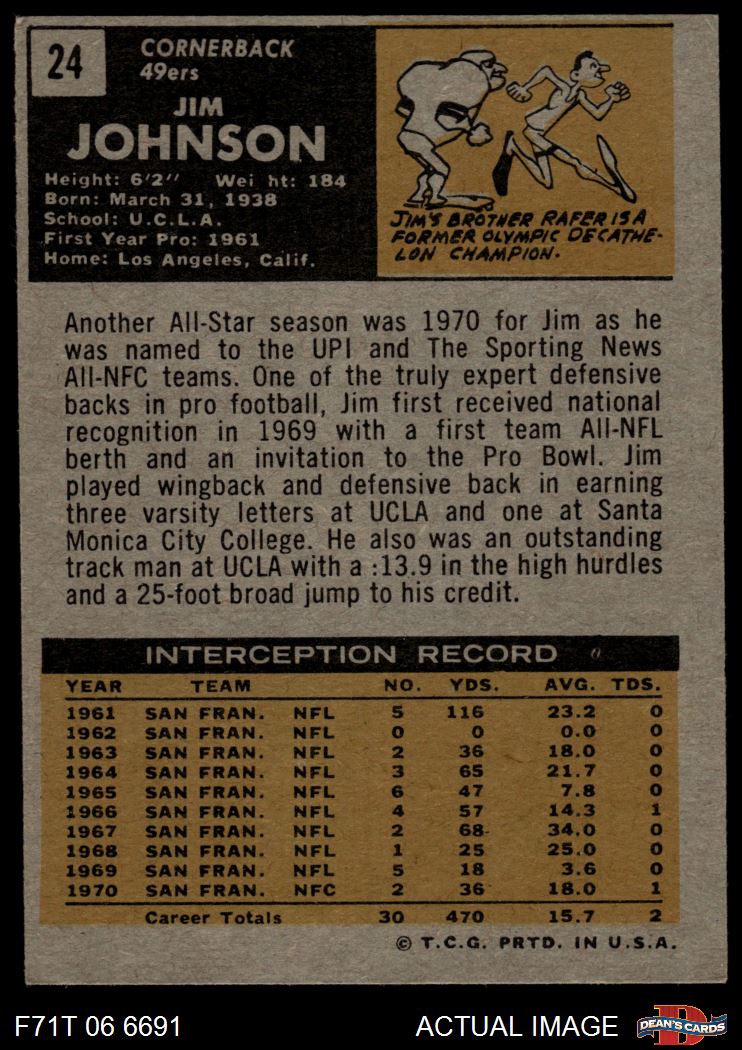 24
CORNERBACK
49ers
JIM
JOHNSON
Height: 6'2'' Wei ht: 184
Born: March 31, 1938
School: U.C.L.A.
First Year Pro: 1961
Home: Los Angeles, Calif.
JIM'S BROTHER RAFER IS A
FORMER OLYMPIC DECATHE-
LON CHAMPION.
Another All-Star season was 1970 for Jim as he
was named to the UPI and The Sporting News
All-NFC teams. One of the truly expert defensive
backs in pro football, Jim first received national
recognition in 1969 with a first team All-NFL
berth and an invitation to the Pro Bowl. Jim
played wingback and defensive back in earning
three varsity letters at UCLA and one at Santa
Monica City College. He also was an outstanding
track man at UCLA with a :13.9 in the high hurdles
and a 25-foot broad jump to his credit.
INTERCEPTION RECORD
YEAR TEAM NO. YDS. AVG. TDS.
1961 SAN FRAN. NFL 5 116 23.2 0
1962 SAN FRAN. NFL 0 0 0.0 0
1963 SAN FRAN. NFL 2 36 18.0 0
1964 SAN FRAN. NFL 3 65 21.7 0
1965 SAN FRAN. NFL 6 47 7.8 0
1966 SAN FRAN. NFL 4 57 14.3 1
1967 SAN FRAN. NFL 2 68 34.0 0
1968 SAN FRAN. NFL 1 25 25.0 0
1969 SAN FRAN. NFL 5 18 3.6 0
1970 SAN FRAN. NFC 2 36 18.0 1
Career Totals 30 470 15.7 2
© T.C.G. PRTD. IN U.S.A.
F71T 06 6691 ACTUAL IMAGE DEAN'S CARDS